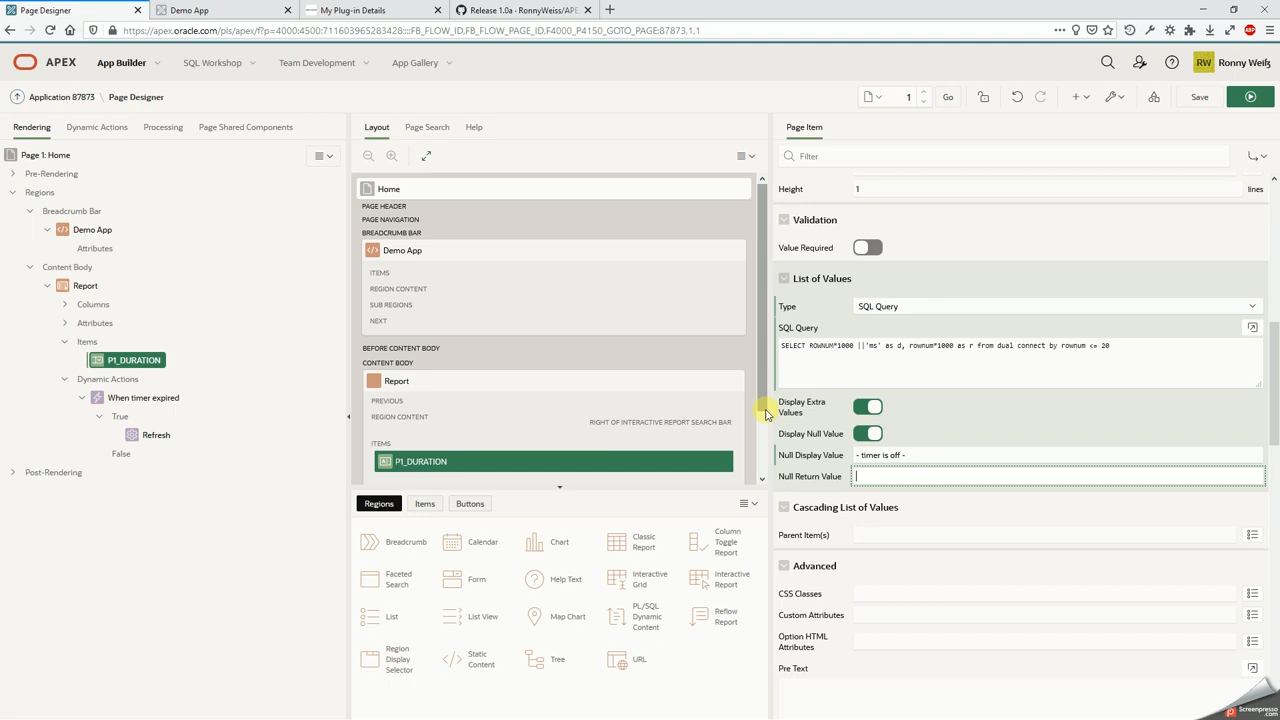 Page Designer
Demo App
My Plug-in Details
Release 1.0a · RonnyWeiss/APE
https://apex.oracle.com/pls/apex/f?p=4000:4500:711603965198428::::FB_FLOW_ID,FB_FLOW_PAGE_ID,F4000_P4150_GOTO_PAGE:87873,1,1
APEX
App Builder
SQL Workshop
Team Development
App Gallery
RW
Ronny Weiß
Application 87873 \ Page Designer
1
Go
Save
Rendering
Dynamic Actions
Processing
Page Shared Components
Layout
Page Search
Help
Page Item
Page 1: Home
Pre-Rendering
Regions
Breadcrumb Bar
Demo App
Attributes
Content Body
Report
Columns
Attributes
Items
P1_DURATION
Dynamic Actions
When timer expired
True
Refresh
False
Post-Rendering
Home
PAGE HEADER
PAGE NAVIGATION
BREADCRUMB BAR
Demo App
ITEMS
REGION CONTENT
SUB REGIONS
NEXT
BEFORE CONTENT BODY
CONTENT BODY
Report
PREVIOUS
REGION CONTENT
RIGHT OF INTERACTIVE REPORT SEARCH BAR
ITEMS
P1_DURATION
Regions
Items
Buttons
Breadcrumb
Calendar
Chart
Classic Report
Column Toggle Report
Faceted Search
Form
Help Text
Interactive Grid
Interactive Report
List
List View
Map Chart
PL/SQL Dynamic Content
Reflow Report
Region Display Selector
Static Content
Tree
URL
Filter
Height
1
lines
Validation
Value Required
List of Values
Type
SQL Query
SQL Query
SELECT ROWNUM*1000 ||'ms' as d, rownum*1000 as r from dual connect by rownum <= 20
Display Extra Values
Display Null Value
Null Display Value
- timer is off -
Null Return Value
Cascading List of Values
Parent Item(s)
Advanced
CSS Classes
Custom Attributes
Option HTML Attributes
Pre Text
Screenpresso
.com